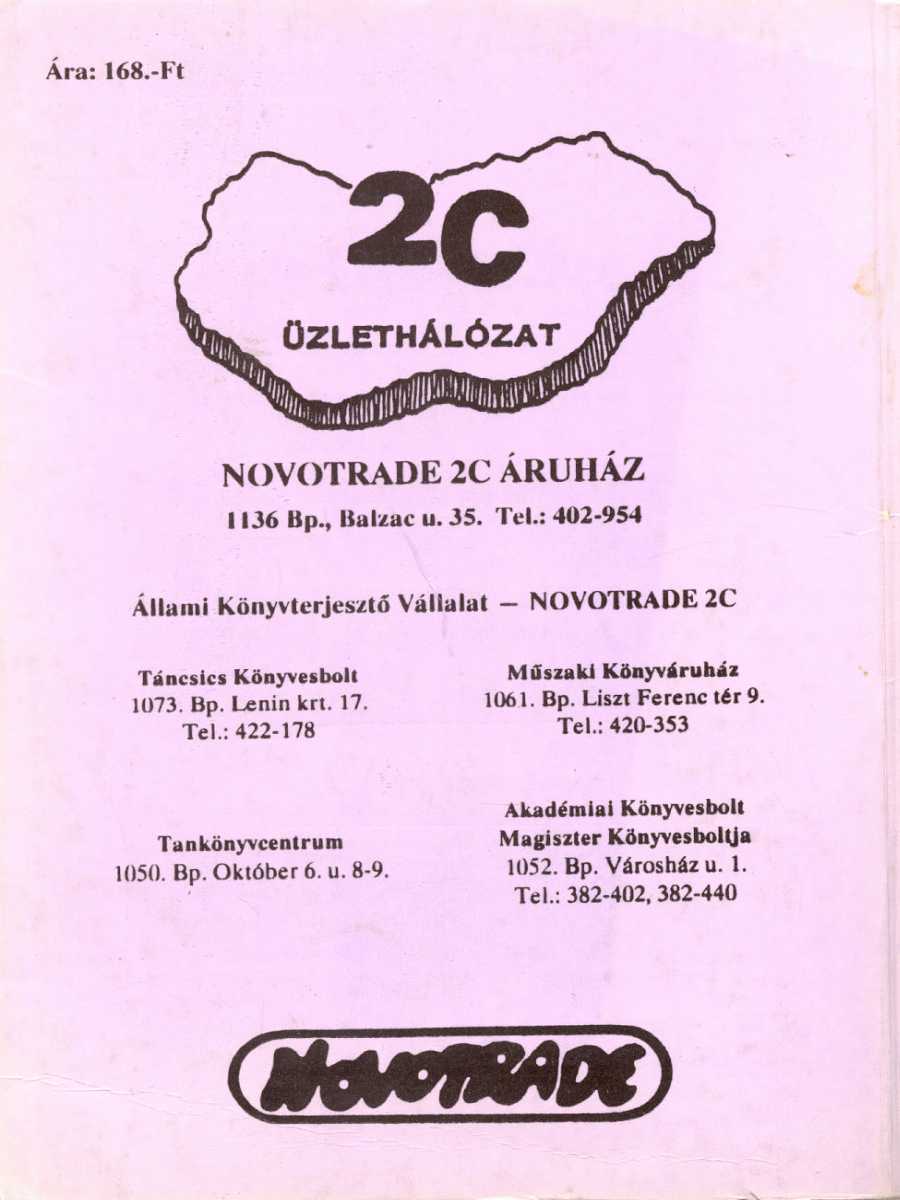 Ára: 168.-Ft
2C
ÜZLETHÁLÓZAT
NOVOTRADE 2C ÁRUHÁZ
1136 Bp., Balzac u. 35. Tel.: 402-954
Állami Könyvterjesztő Vállalat — NOVOTRADE 2C
Táncsics Könyvesbolt
1073. Bp. Lenin krt. 17.
Tel.: 422-178
Műszaki Könyváruház
1061. Bp. Liszt Ferenc tér 9.
Tel.: 420-353
Tankönyvcentrum
1050. Bp. Október 6. u. 8-9.
Akadémiai Könyvesbolt
Magiszter Könyvesboltja
1052. Bp. Városház u. 1.
Tel.: 382-402, 382-440
NOVOTRADE